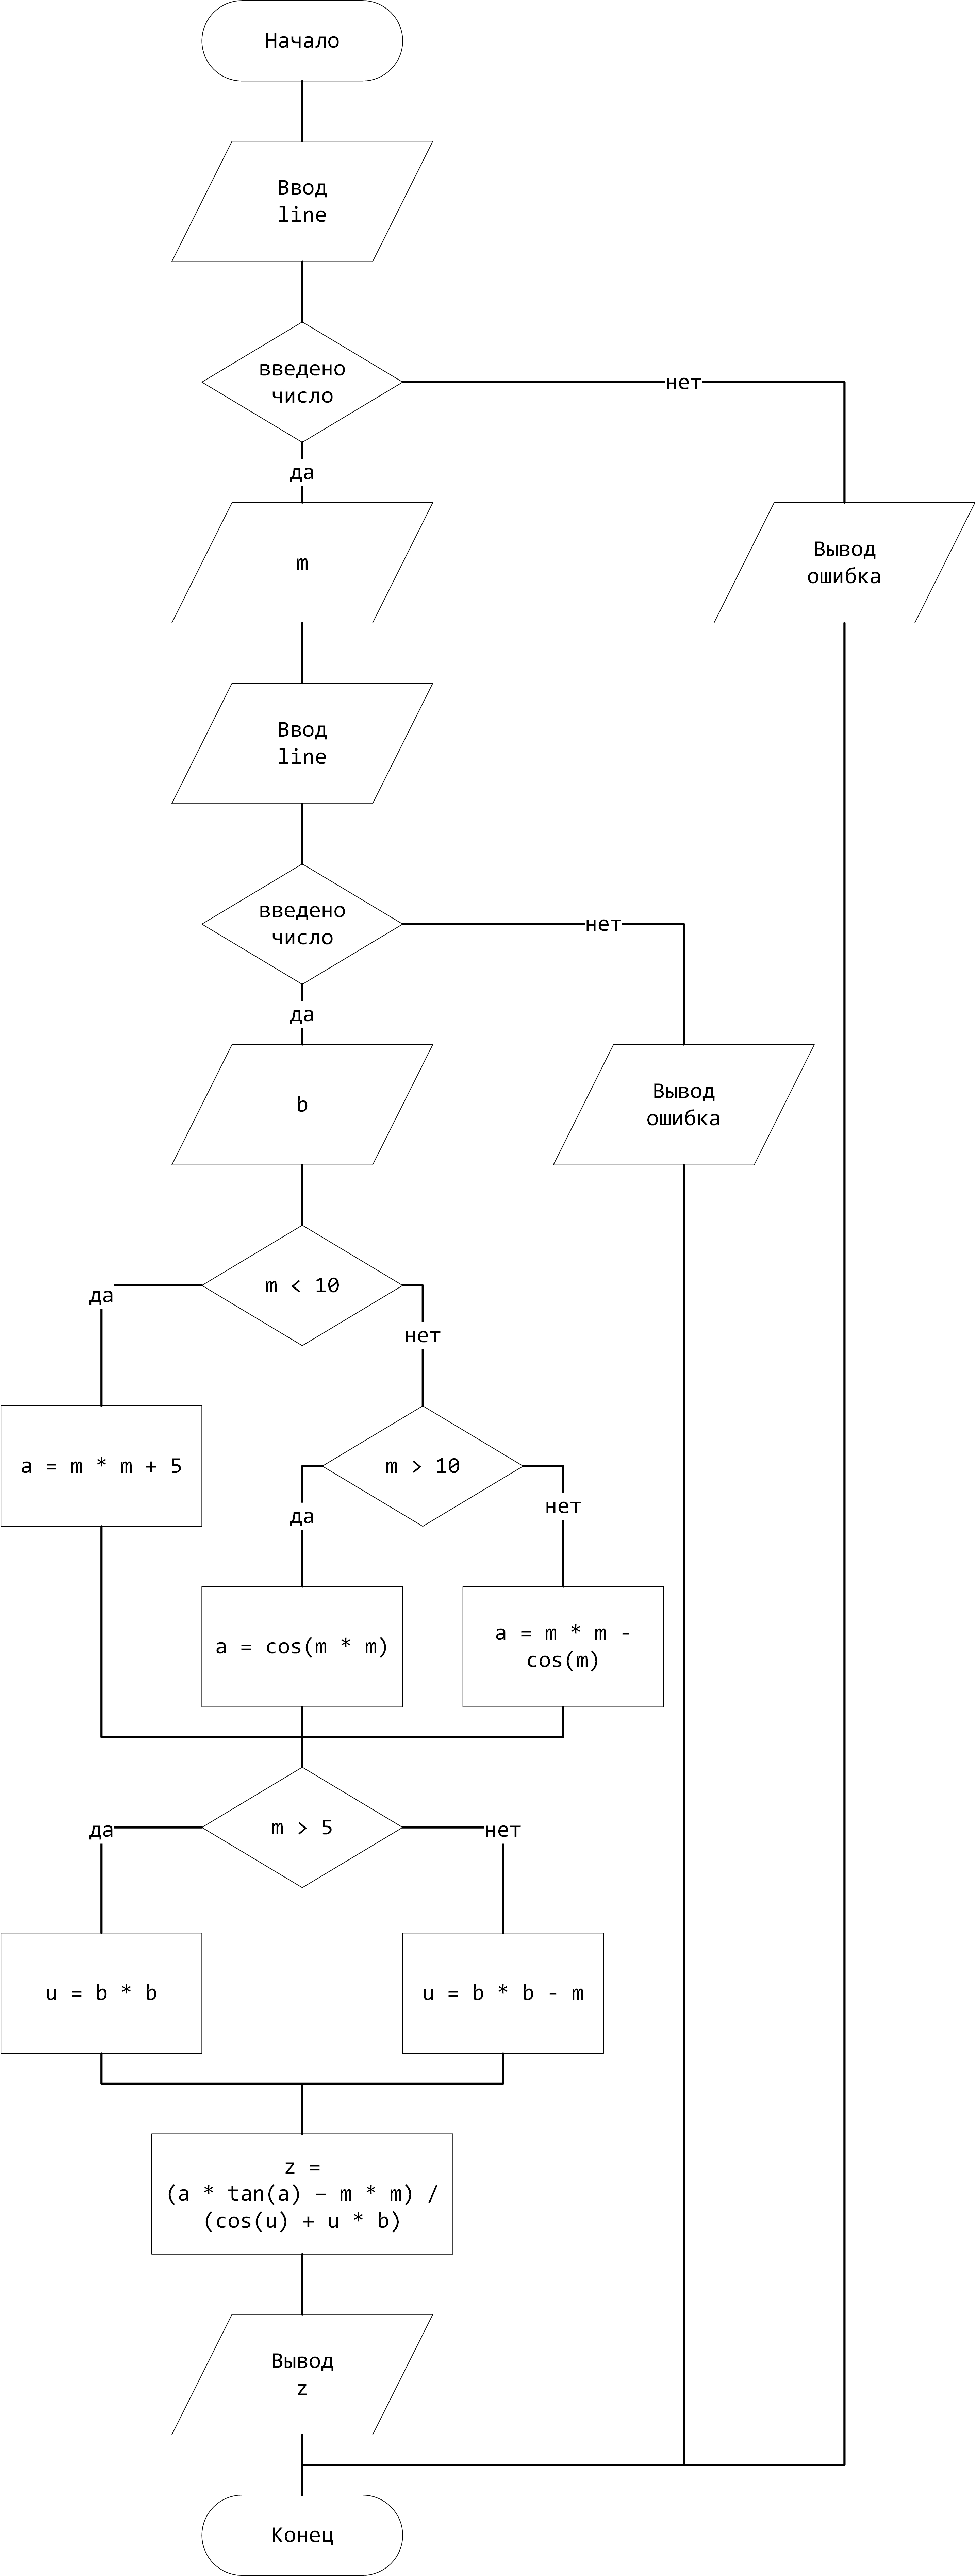 Начало
Ввод
line
введено
число
нет
да
m
Вывод
ошибка
Ввод
line
введено
число
нет
да
b
Вывод
ошибка
m < 10
да
нет
a = m * m + 5
m > 10
да
нет
a = cos(m * m)
a = m * m -
cos(m)
m > 5
да
нет
u = b * b
u = b * b - m
z =
(a * tan(a) – m * m) /
(cos(u) + u * b)
Вывод
z
Конец